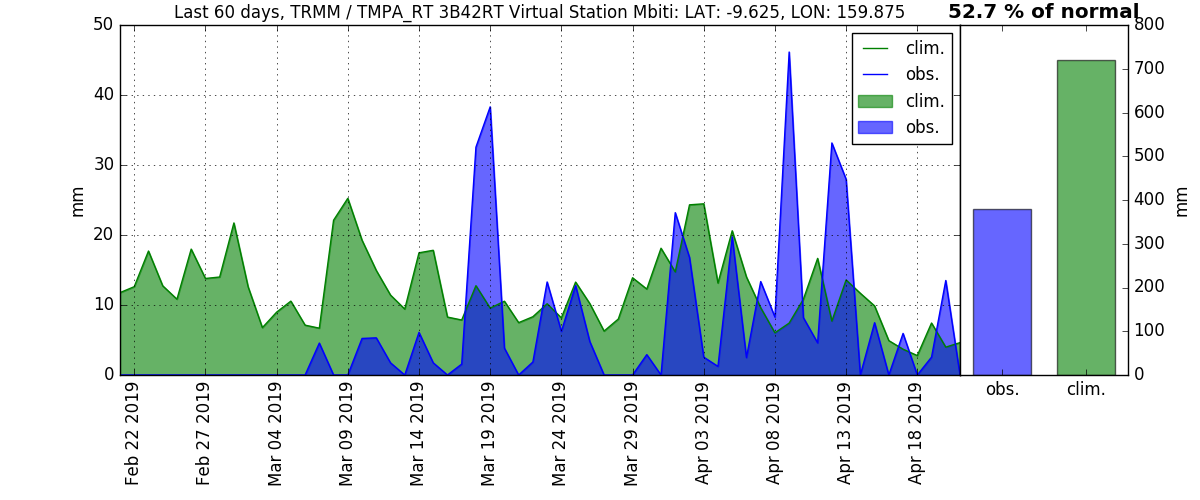 Last 60 days, TRMM / TMPA_RT 3B42RT Virtual Station Mbiti: LAT: -9.625, LON: 159.875
52.7 % of normal
50
40
30
20
10
0
mm
clim.
obs.
clim.
obs.
800
700
600
500
400
300
200
100
0
mm
obs.
clim.
Feb 22 2019
Feb 27 2019
Mar 04 2019
Mar 09 2019
Mar 14 2019
Mar 19 2019
Mar 24 2019
Mar 29 2019
Apr 03 2019
Apr 08 2019
Apr 13 2019
Apr 18 2019